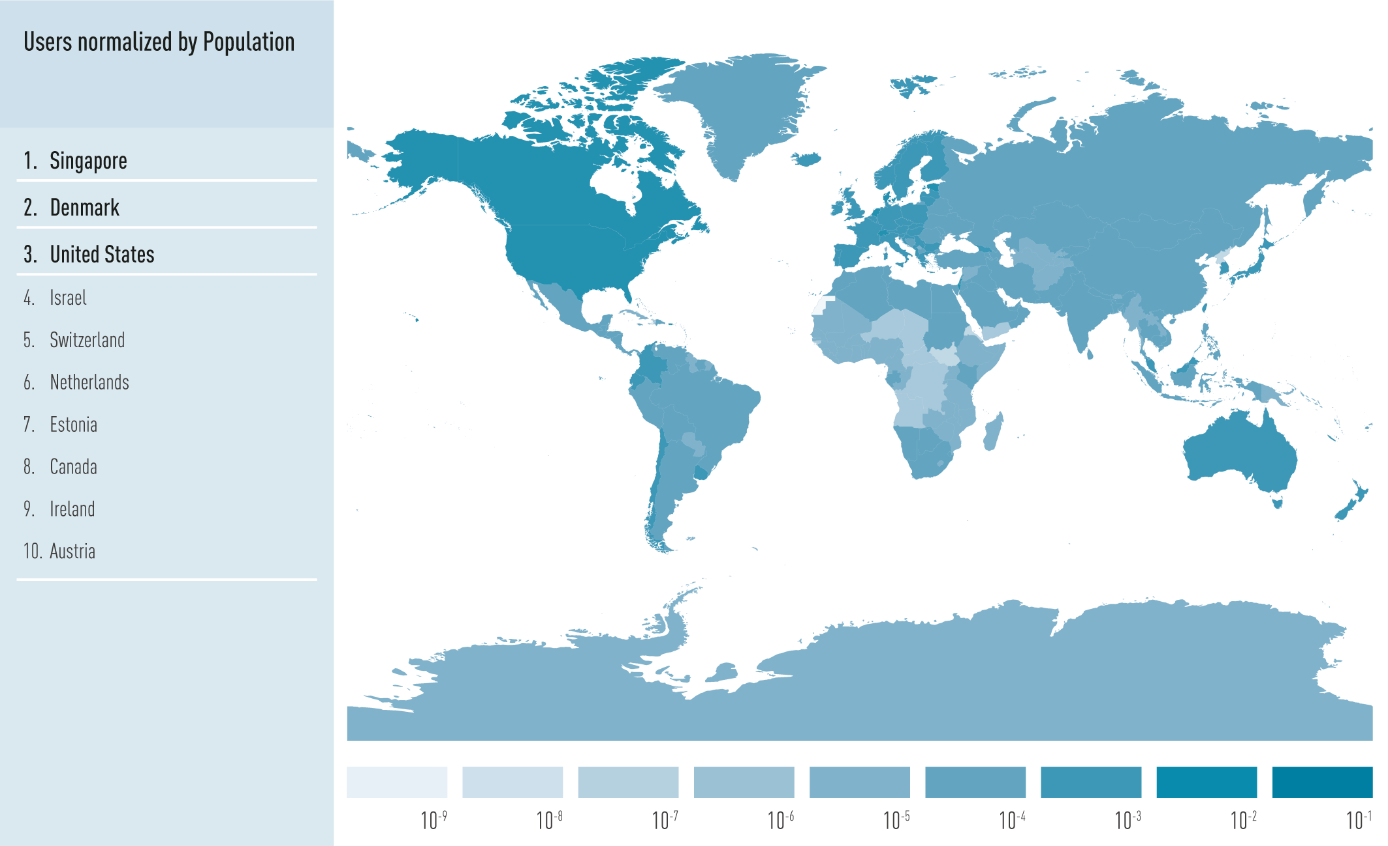 Users normalized by Population
1. Singapore
2. Denmark
3. United States
4. Israel
5. Switzerland
6. Netherlands
7. Estonia
8. Canada
9. Ireland
10. Austria
10⁻⁹ 10⁻⁸ 10⁻⁷ 10⁻⁶ 10⁻⁵ 10⁻⁴ 10⁻³ 10⁻² 10⁻¹